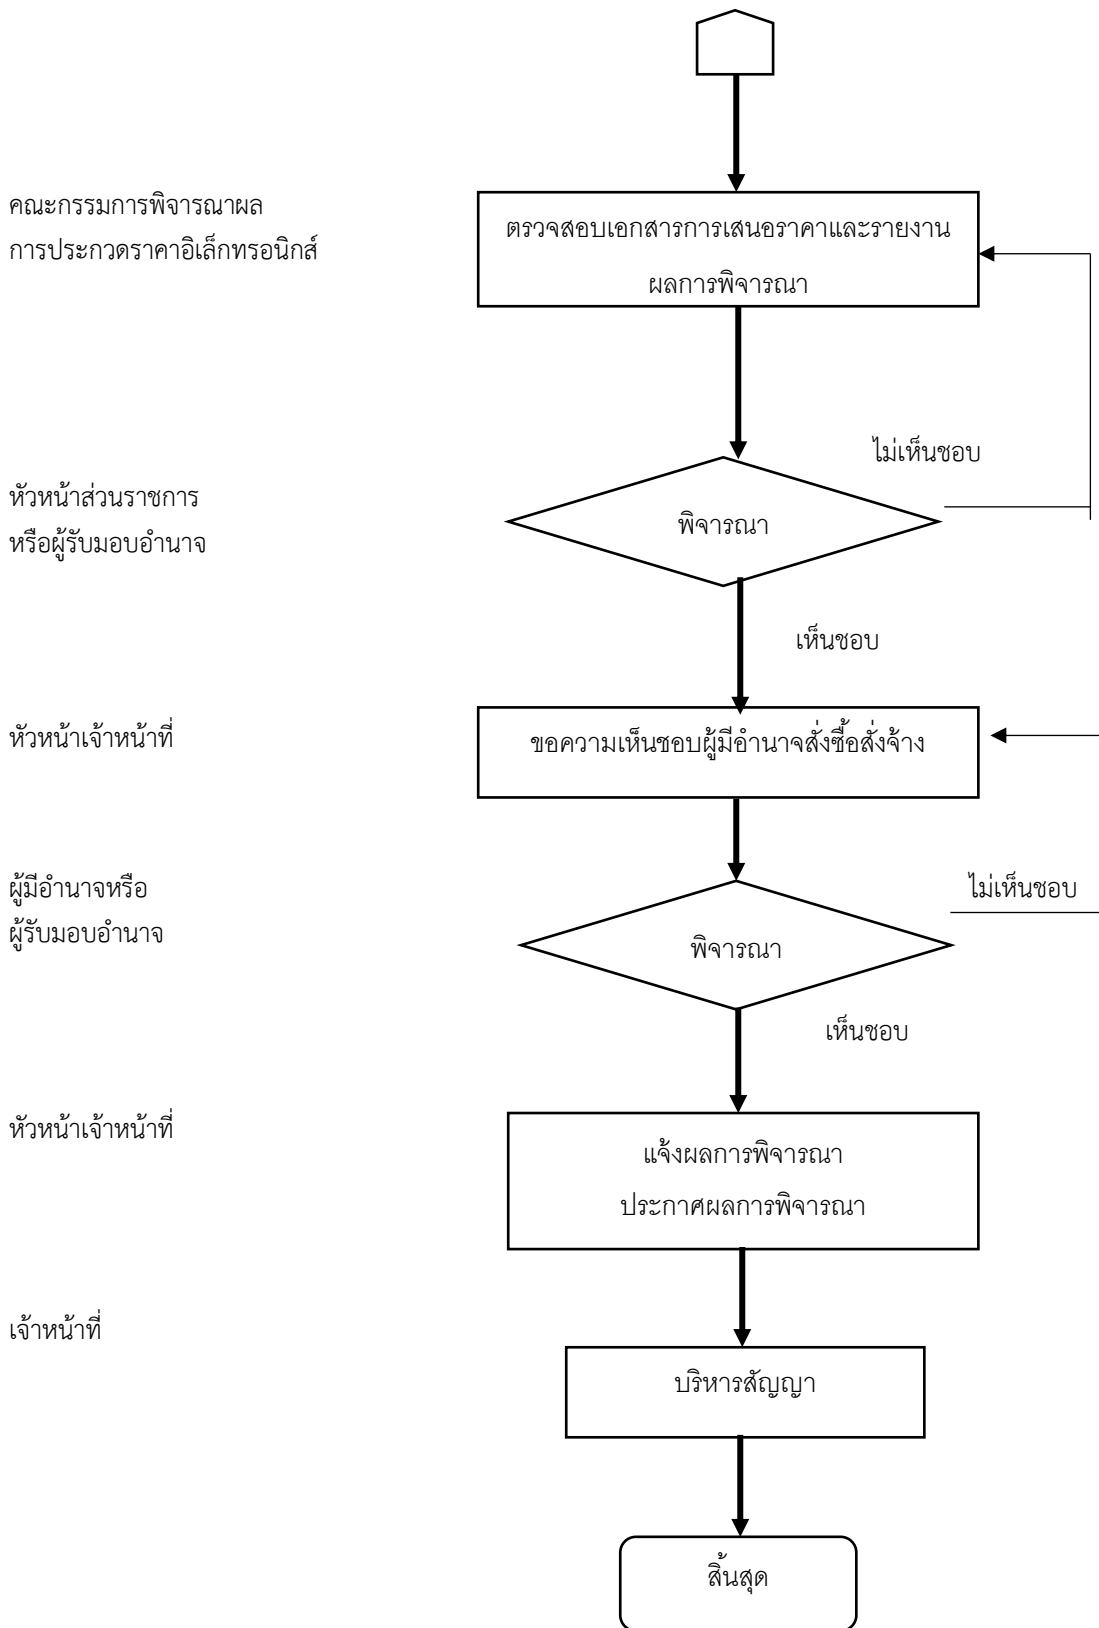 คณะกรรมการพิจารณาผล
การประกวดราคาอิเล็กทรอนิกส์
ตรวจสอบเอกสารการเสนอราคาและรายงาน
ผลการพิจารณา
ไม่เห็นชอบ
หัวหน้าส่วนราชการ
หรือผู้รับมอบอำนาจ
พิจารณา
เห็นชอบ
หัวหน้าเจ้าหน้าที่
ขอความเห็นชอบผู้มีอำนาจสั่งซื้อสั่งจ้าง
ผู้มีอำนาจหรือ
ผู้รับมอบอำนาจ
ไม่เห็นชอบ
พิจารณา
เห็นชอบ
หัวหน้าเจ้าหน้าที่
แจ้งผลการพิจารณา
ประกาศผลการพิจารณา
เจ้าหน้าที่
บริหารสัญญา
สิ้นสุด